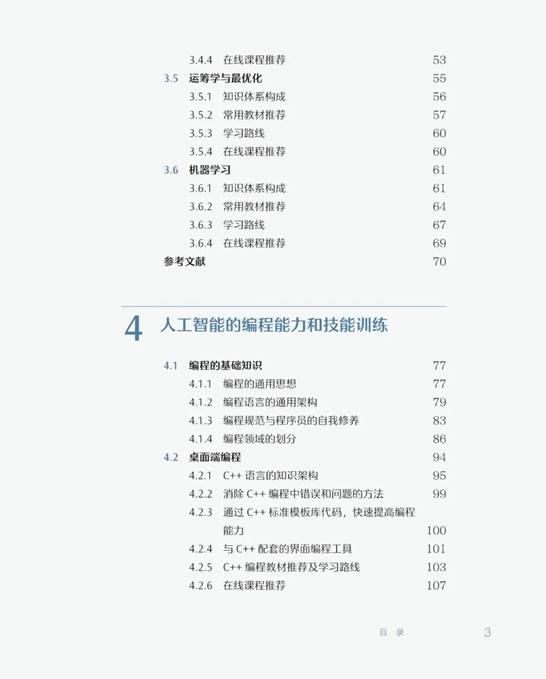 3.4.4 在线课程推荐 53
3.5 运筹学与最优化 55
3.5.1 知识体系构成 56
3.5.2 常用教材推荐 57
3.5.3 学习路线 60
3.5.4 在线课程推荐 60
3.6 机器学习 61
3.6.1 知识体系构成 61
3.6.2 常用教材推荐 64
3.6.3 学习路线 67
3.6.4 在线课程推荐 69
参考文献 70
4 人工智能的编程能力和技能训练
4.1 编程的基础知识 77
4.1.1 编程的通用思想 77
4.1.2 编程语言的通用架构 79
4.1.3 编程规范与程序员的自我修养 83
4.1.4 编程领域的划分 86
4.2 桌面端编程 94
4.2.1 C++ 语言的知识架构 95
4.2.2 消除 C++ 编程中错误和问题的方法 99
4.2.3 通过 C++ 标准模板库代码，快速提高编程
能力 100
4.2.4 与 C++ 配套的界面编程工具 101
4.2.5 C++ 编程教材推荐及学习路线 103
4.2.6 在线课程推荐 107
目 录 3